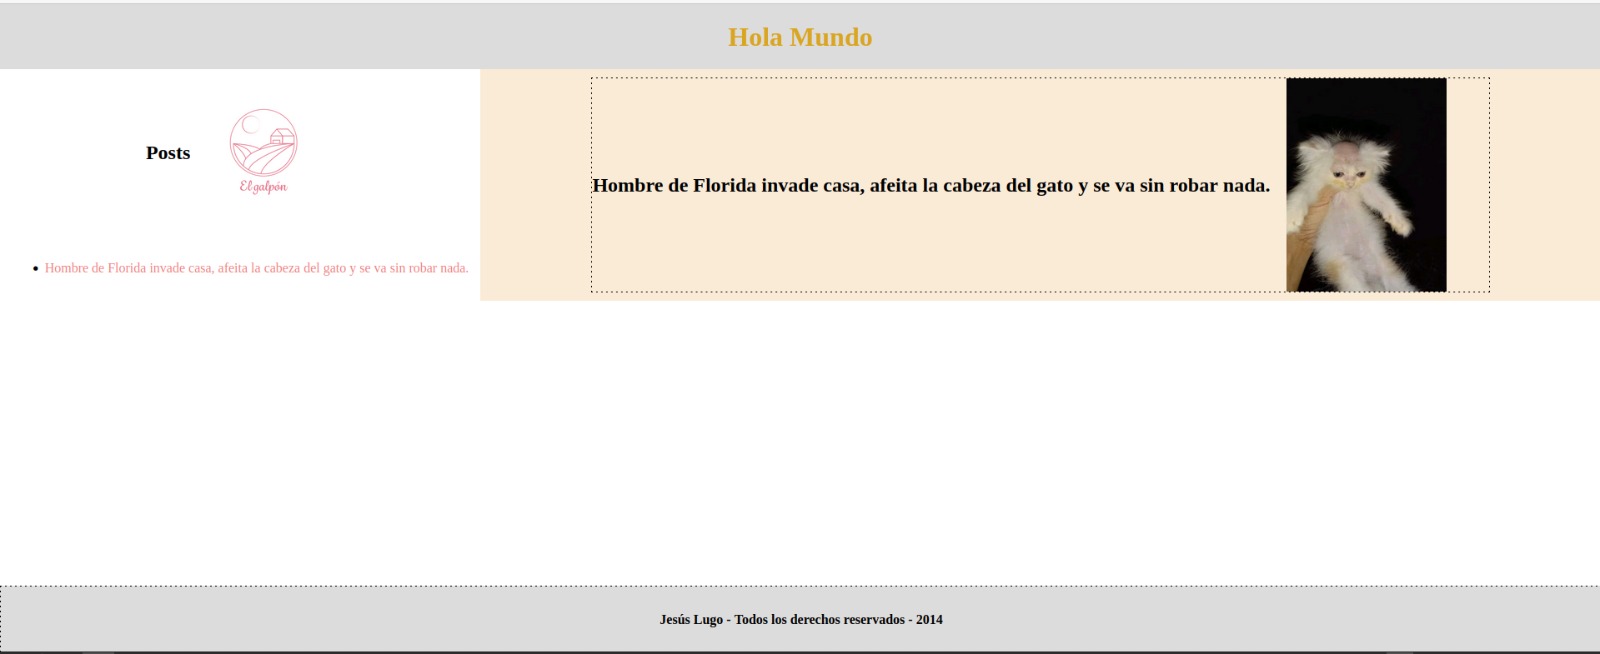 Hola Mundo
Posts
El galpón
Hombre de Florida invade casa, afeita la cabeza del gato y se va sin robar nada.
Hombre de Florida invade casa, afeita la cabeza del gato y se va sin robar nada.
Jesús Lugo - Todos los derechos reservados - 2014